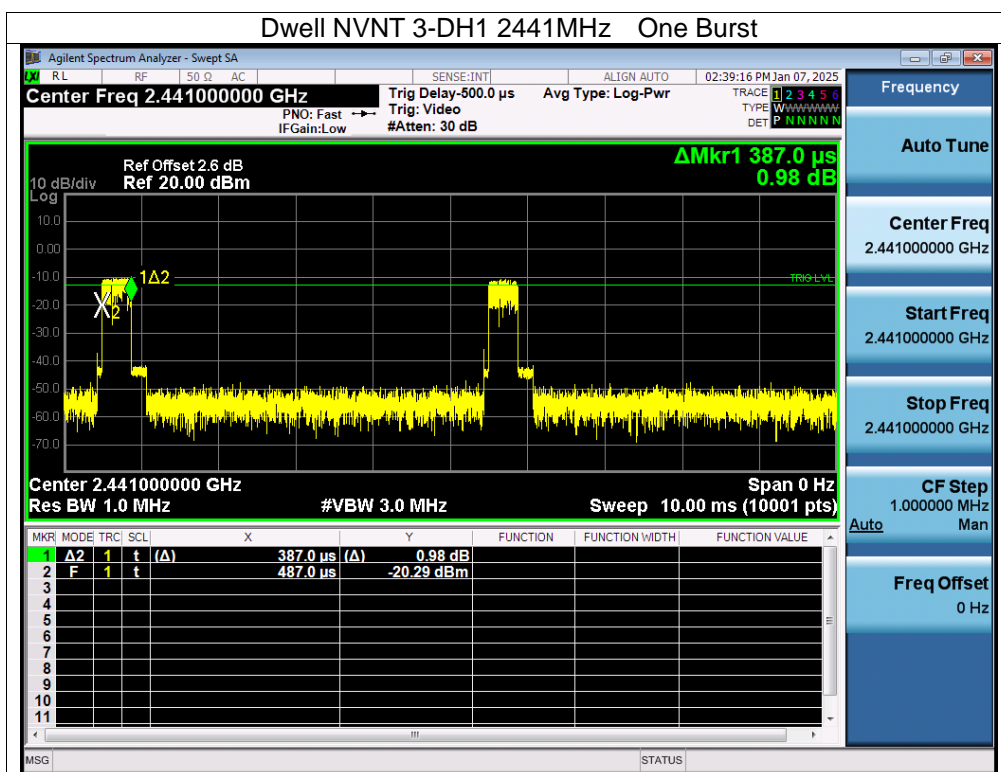 Dwell NVNT 3-DH1 2441MHz One Burst
Agilent Spectrum Analyzer - Swept SA
LXI RL RF 50 Ω AC SENSE:INT ALIGN AUTO 02:39:16 PM Jan 07, 2025
Center Freq 2.441000000 GHz
PNO: Fast
IFGain:Low
Trig Delay-500.0 µs
Trig: Video
#Atten: 30 dB
Avg Type: Log-Pwr
TRACE 1 2 3 4 5 6
TYPE WWWWWW
DET P N N N N N
ΔMkr1 387.0 µs
0.98 dB
Ref Offset 2.6 dB
10 dB/div Ref 20.00 dBm
Log
10.0
0.00
-10.0
-20.0
-30.0
-40.0
-50.0
-60.0
-70.0
1Δ2
2
TRIG LVL
Center 2.441000000 GHz Span 0 Hz
Res BW 1.0 MHz #VBW 3.0 MHz Sweep 10.00 ms (10001 pts)
MKR MODE TRC SCL X Y FUNCTION FUNCTION WIDTH FUNCTION VALUE
1 Δ2 1 t (Δ) 387.0 µs (Δ) 0.98 dB
2 F 1 t 487.0 µs -20.29 dBm
3
4
5
6
7
8
9
10
11
MSG STATUS
Frequency
Auto Tune
Center Freq
2.441000000 GHz
Start Freq
2.441000000 GHz
Stop Freq
2.441000000 GHz
CF Step
1.000000 MHz
Auto Man
Freq Offset
0 Hz